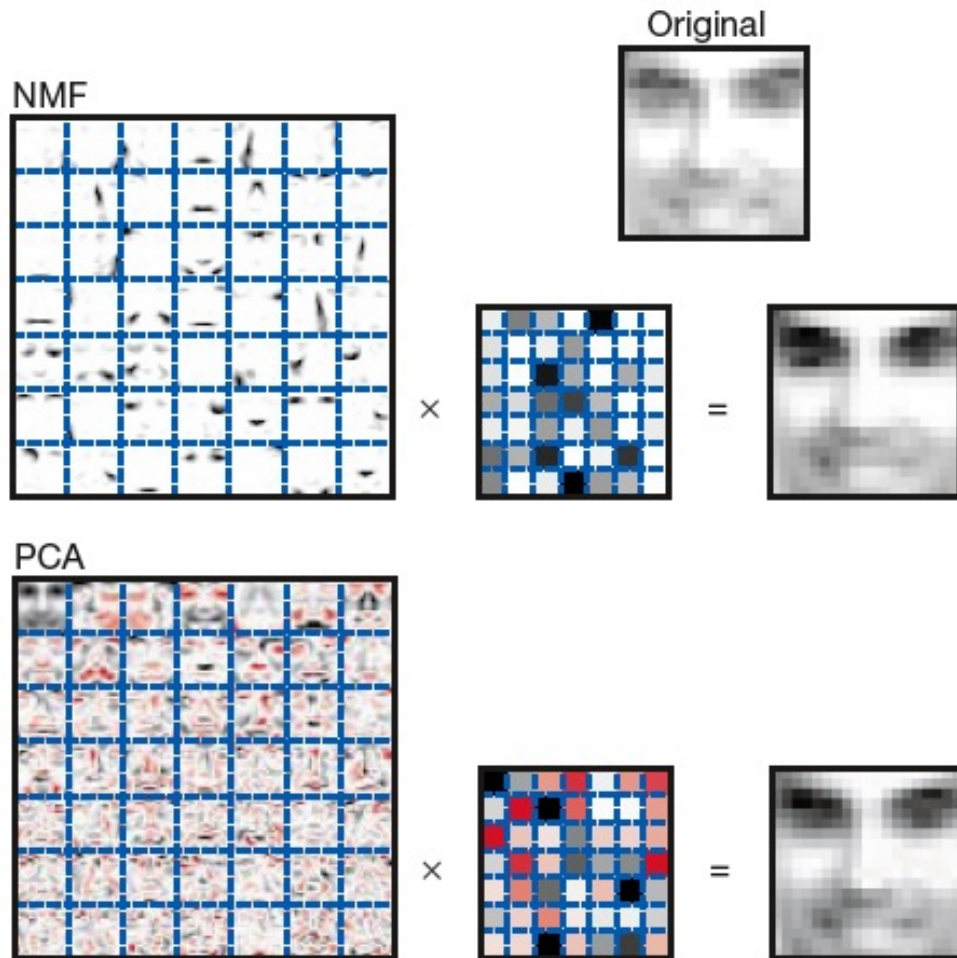 Original
NMF
×
=
PCA
×
=